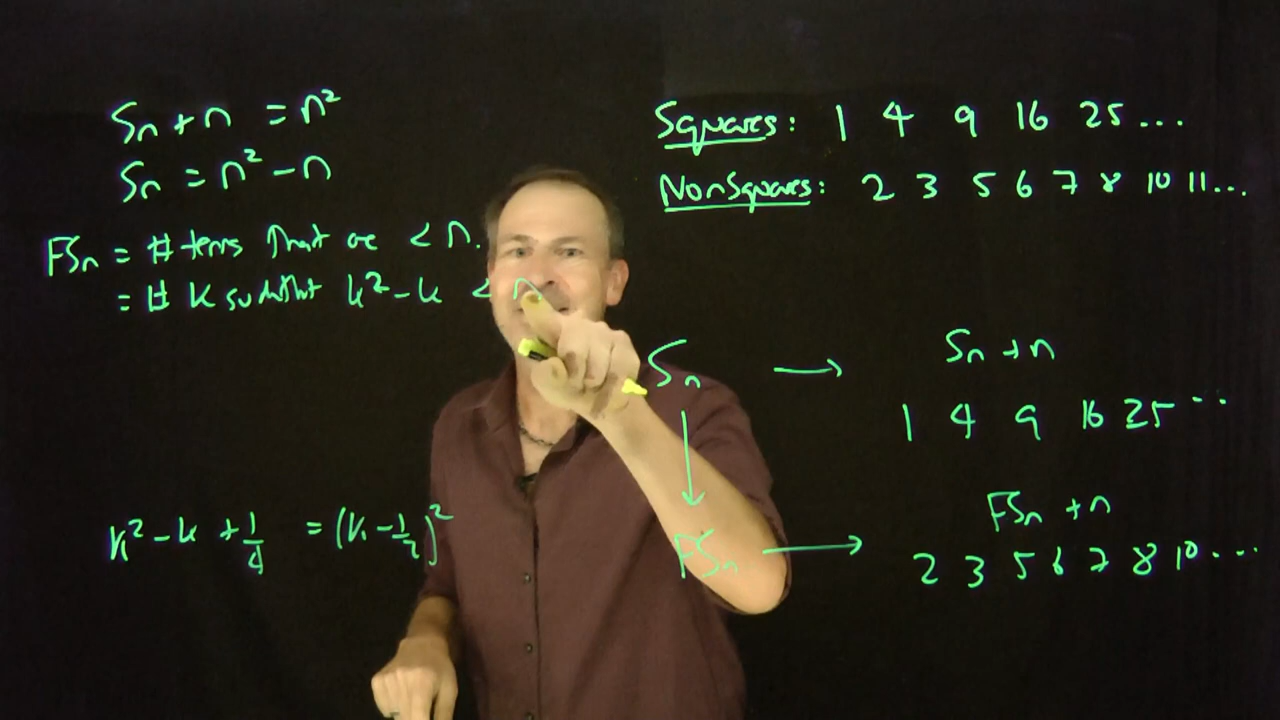 Sn + n = n²
Sn = n² - n
FSn = # terms that are < n.
= # k such that k² - k < n
k² - k + 1/4 = (k - 1/2)²
Squares: 1 4 9 16 25 ...
NonSquares: 2 3 5 6 7 8 10 11...
Sn → Sn + n
1 4 9 16 25 ...
↓
FSn → FSn + n
2 3 5 6 7 8 10 ...